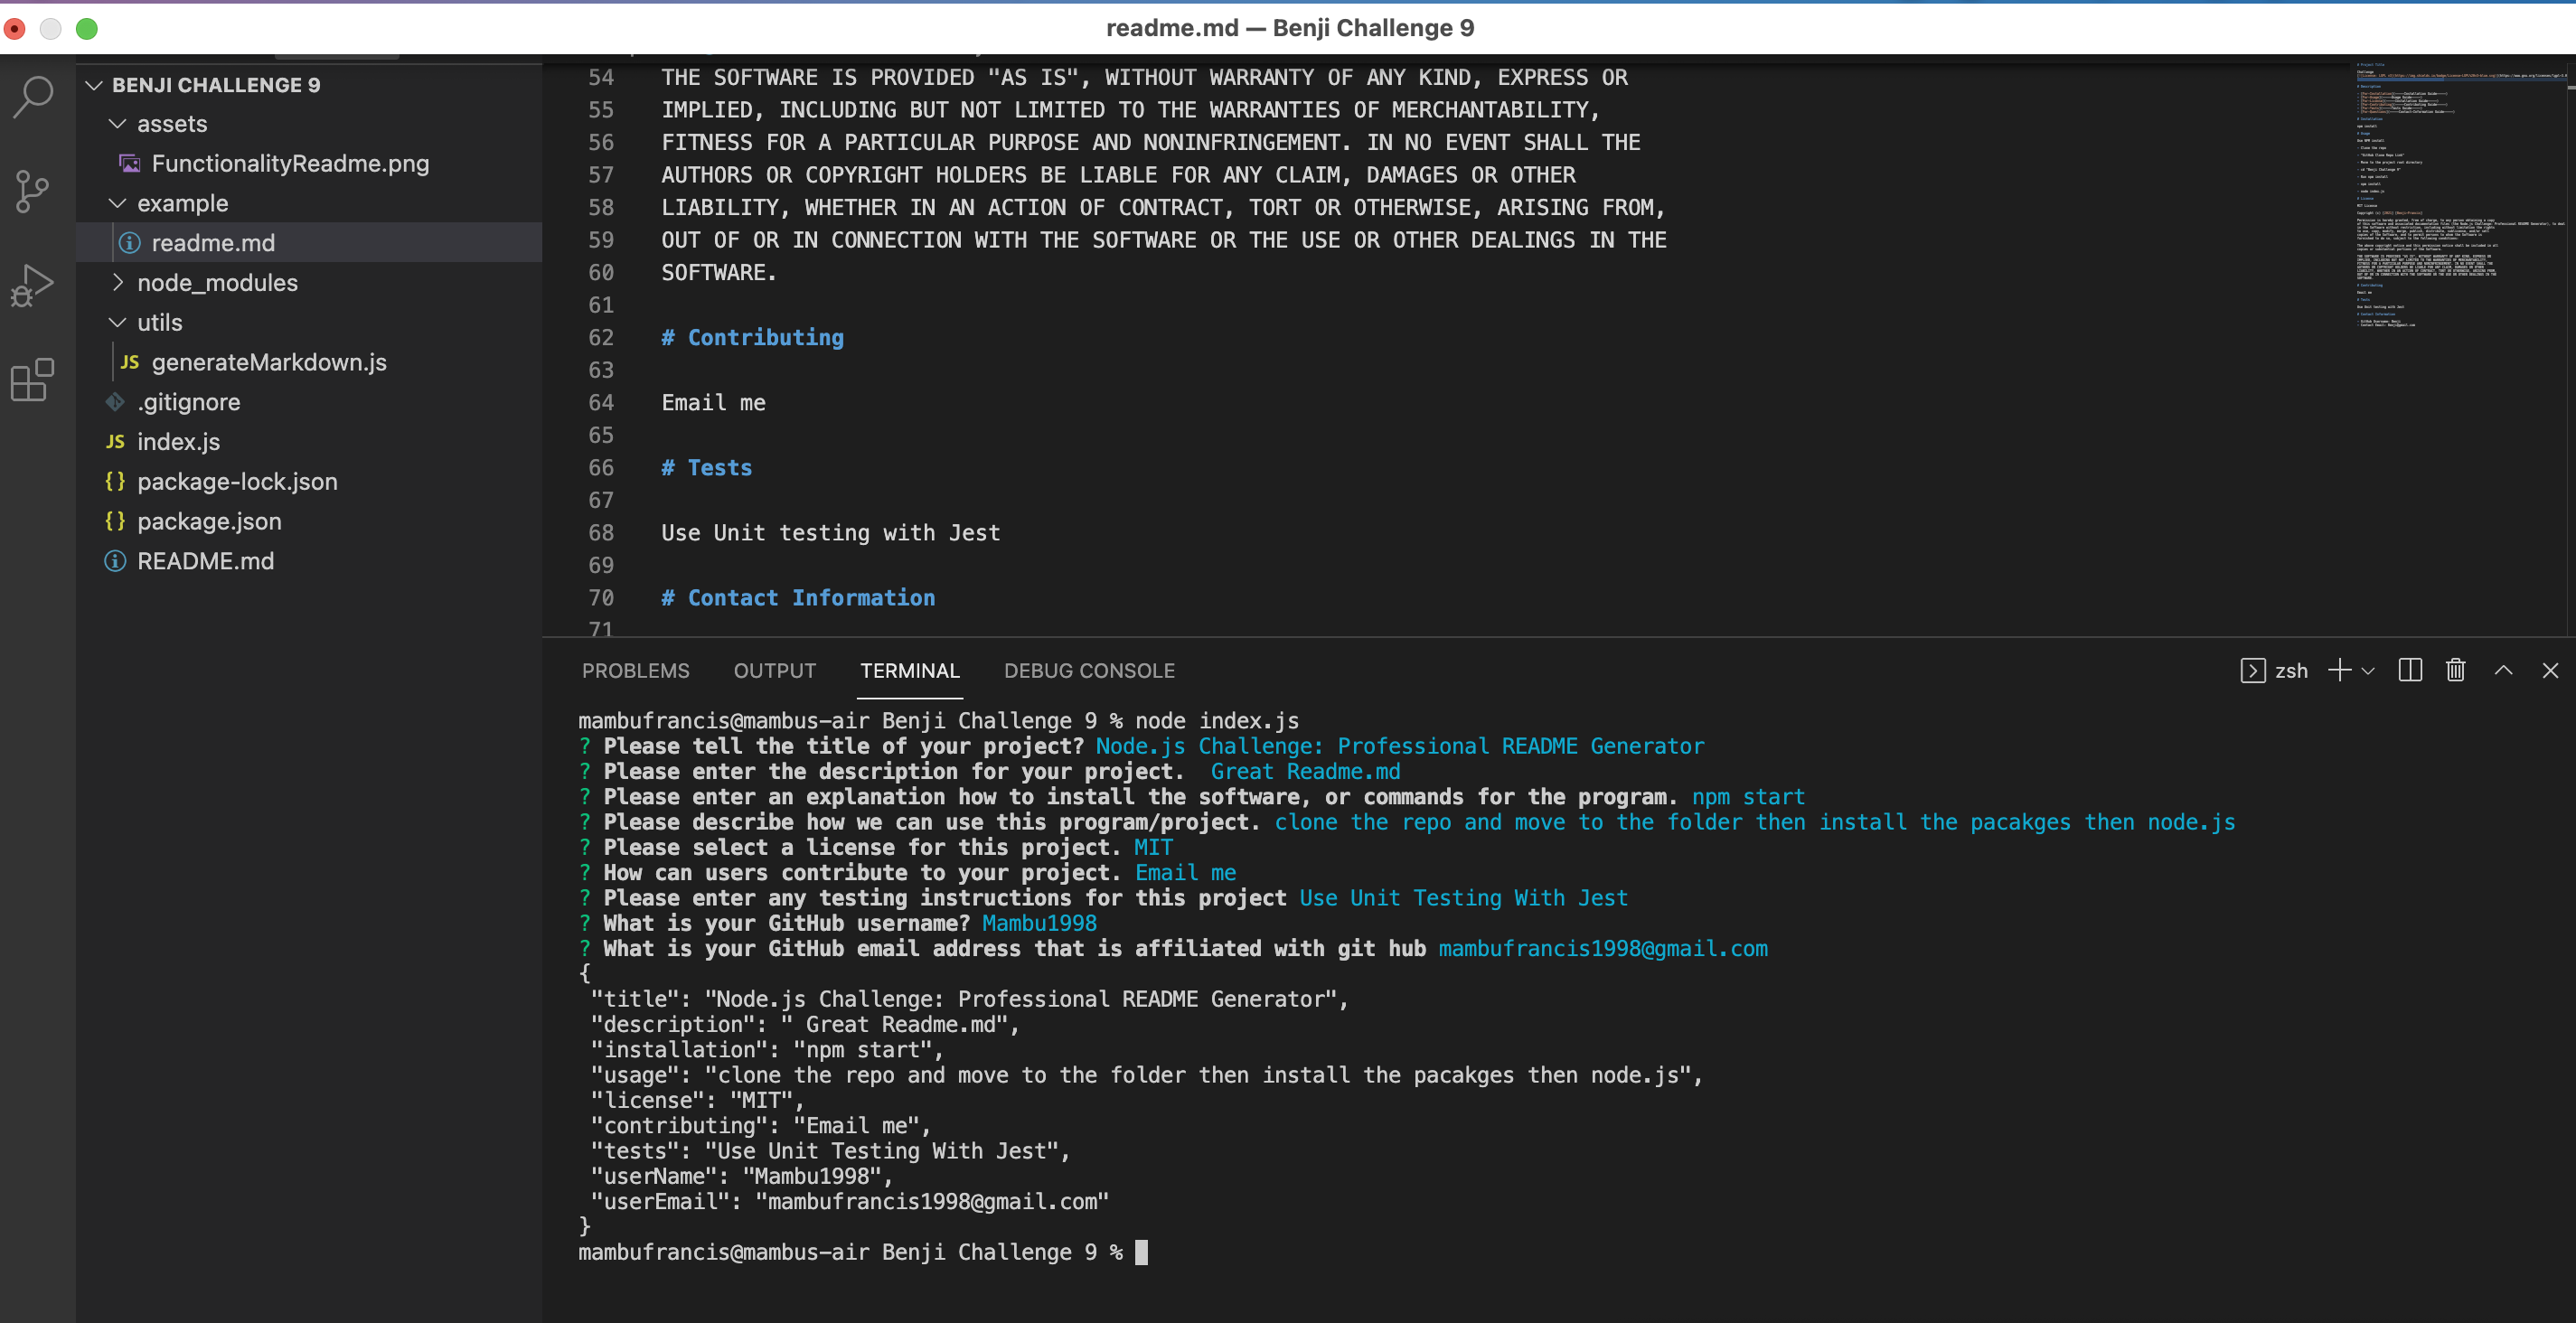 readme.md — Benji Challenge 9
BENJI CHALLENGE 9
assets
FunctionalityReadme.png
example
readme.md
node_modules
utils
JS generateMarkdown.js
.gitignore
JS index.js
{} package-lock.json
{} package.json
README.md
54 THE SOFTWARE IS PROVIDED "AS IS", WITHOUT WARRANTY OF ANY KIND, EXPRESS OR
55 IMPLIED, INCLUDING BUT NOT LIMITED TO THE WARRANTIES OF MERCHANTABILITY,
56 FITNESS FOR A PARTICULAR PURPOSE AND NONINFRINGEMENT. IN NO EVENT SHALL THE
57 AUTHORS OR COPYRIGHT HOLDERS BE LIABLE FOR ANY CLAIM, DAMAGES OR OTHER
58 LIABILITY, WHETHER IN AN ACTION OF CONTRACT, TORT OR OTHERWISE, ARISING FROM,
59 OUT OF OR IN CONNECTION WITH THE SOFTWARE OR THE USE OR OTHER DEALINGS IN THE
60 SOFTWARE.
61
62 # Contributing
63
64 Email me
65
66 # Tests
67
68 Use Unit testing with Jest
69
70 # Contact Information
71
PROBLEMS OUTPUT TERMINAL DEBUG CONSOLE zsh
mambufrancis@mambus-air Benji Challenge 9 % node index.js
? Please tell the title of your project? Node.js Challenge: Professional README Generator
? Please enter the description for your project.  Great Readme.md
? Please enter an explanation how to install the software, or commands for the program. npm start
? Please describe how we can use this program/project. clone the repo and move to the folder then install the pacakges then node.js
? Please select a license for this project. MIT
? How can users contribute to your project. Email me
? Please enter any testing instructions for this project Use Unit Testing With Jest
? What is your GitHub username? Mambu1998
? What is your GitHub email address that is affiliated with git hub mambufrancis1998@gmail.com
{
"title": "Node.js Challenge: Professional README Generator",
"description": " Great Readme.md",
"installation": "npm start",
"usage": "clone the repo and move to the folder then install the pacakges then node.js",
"license": "MIT",
"contributing": "Email me",
"tests": "Use Unit Testing With Jest",
"userName": "Mambu1998",
"userEmail": "mambufrancis1998@gmail.com"
}
mambufrancis@mambus-air Benji Challenge 9 %